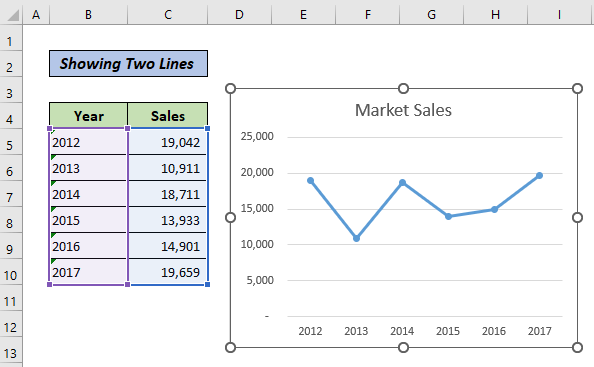 A B C D E F G H I
1
2 Showing Two Lines
3
4 Year Sales
5 2012 19,042
6 2013 10,911
7 2014 18,711
8 2015 13,933
9 2016 14,901
10 2017 19,659
11
12
13
Market Sales
25,000
20,000
15,000
10,000
5,000
-
2012 2013 2014 2015 2016 2017